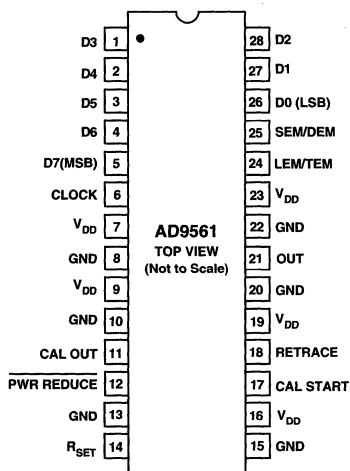 D3 1 28 D2
D4 2 27 D1
D5 3 26 D0 (LSB)
D6 4 25 SEM/DEM
D7(MSB) 5 24 LEM/TEM
CLOCK 6 23 VDD
VDD 7 AD9561 22 GND
GND 8 TOP VIEW 21 OUT
(Not to Scale)
VDD 9 20 GND
GND 10 19 VDD
CAL OUT 11 18 RETRACE
PWR REDUCE 12 17 CAL START
GND 13 16 VDD
RSET 14 15 GND